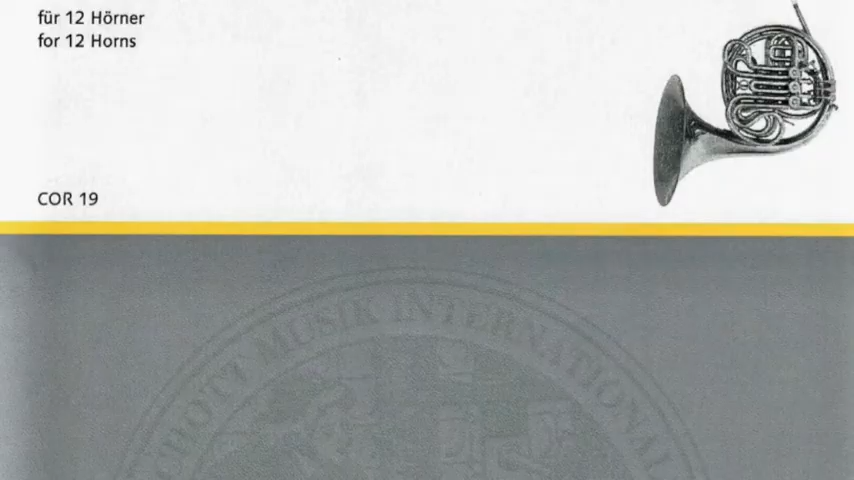 für 12 Hörner
for 12 Horns
COR 19
SCHOTT MUSIK INTERNATIONAL